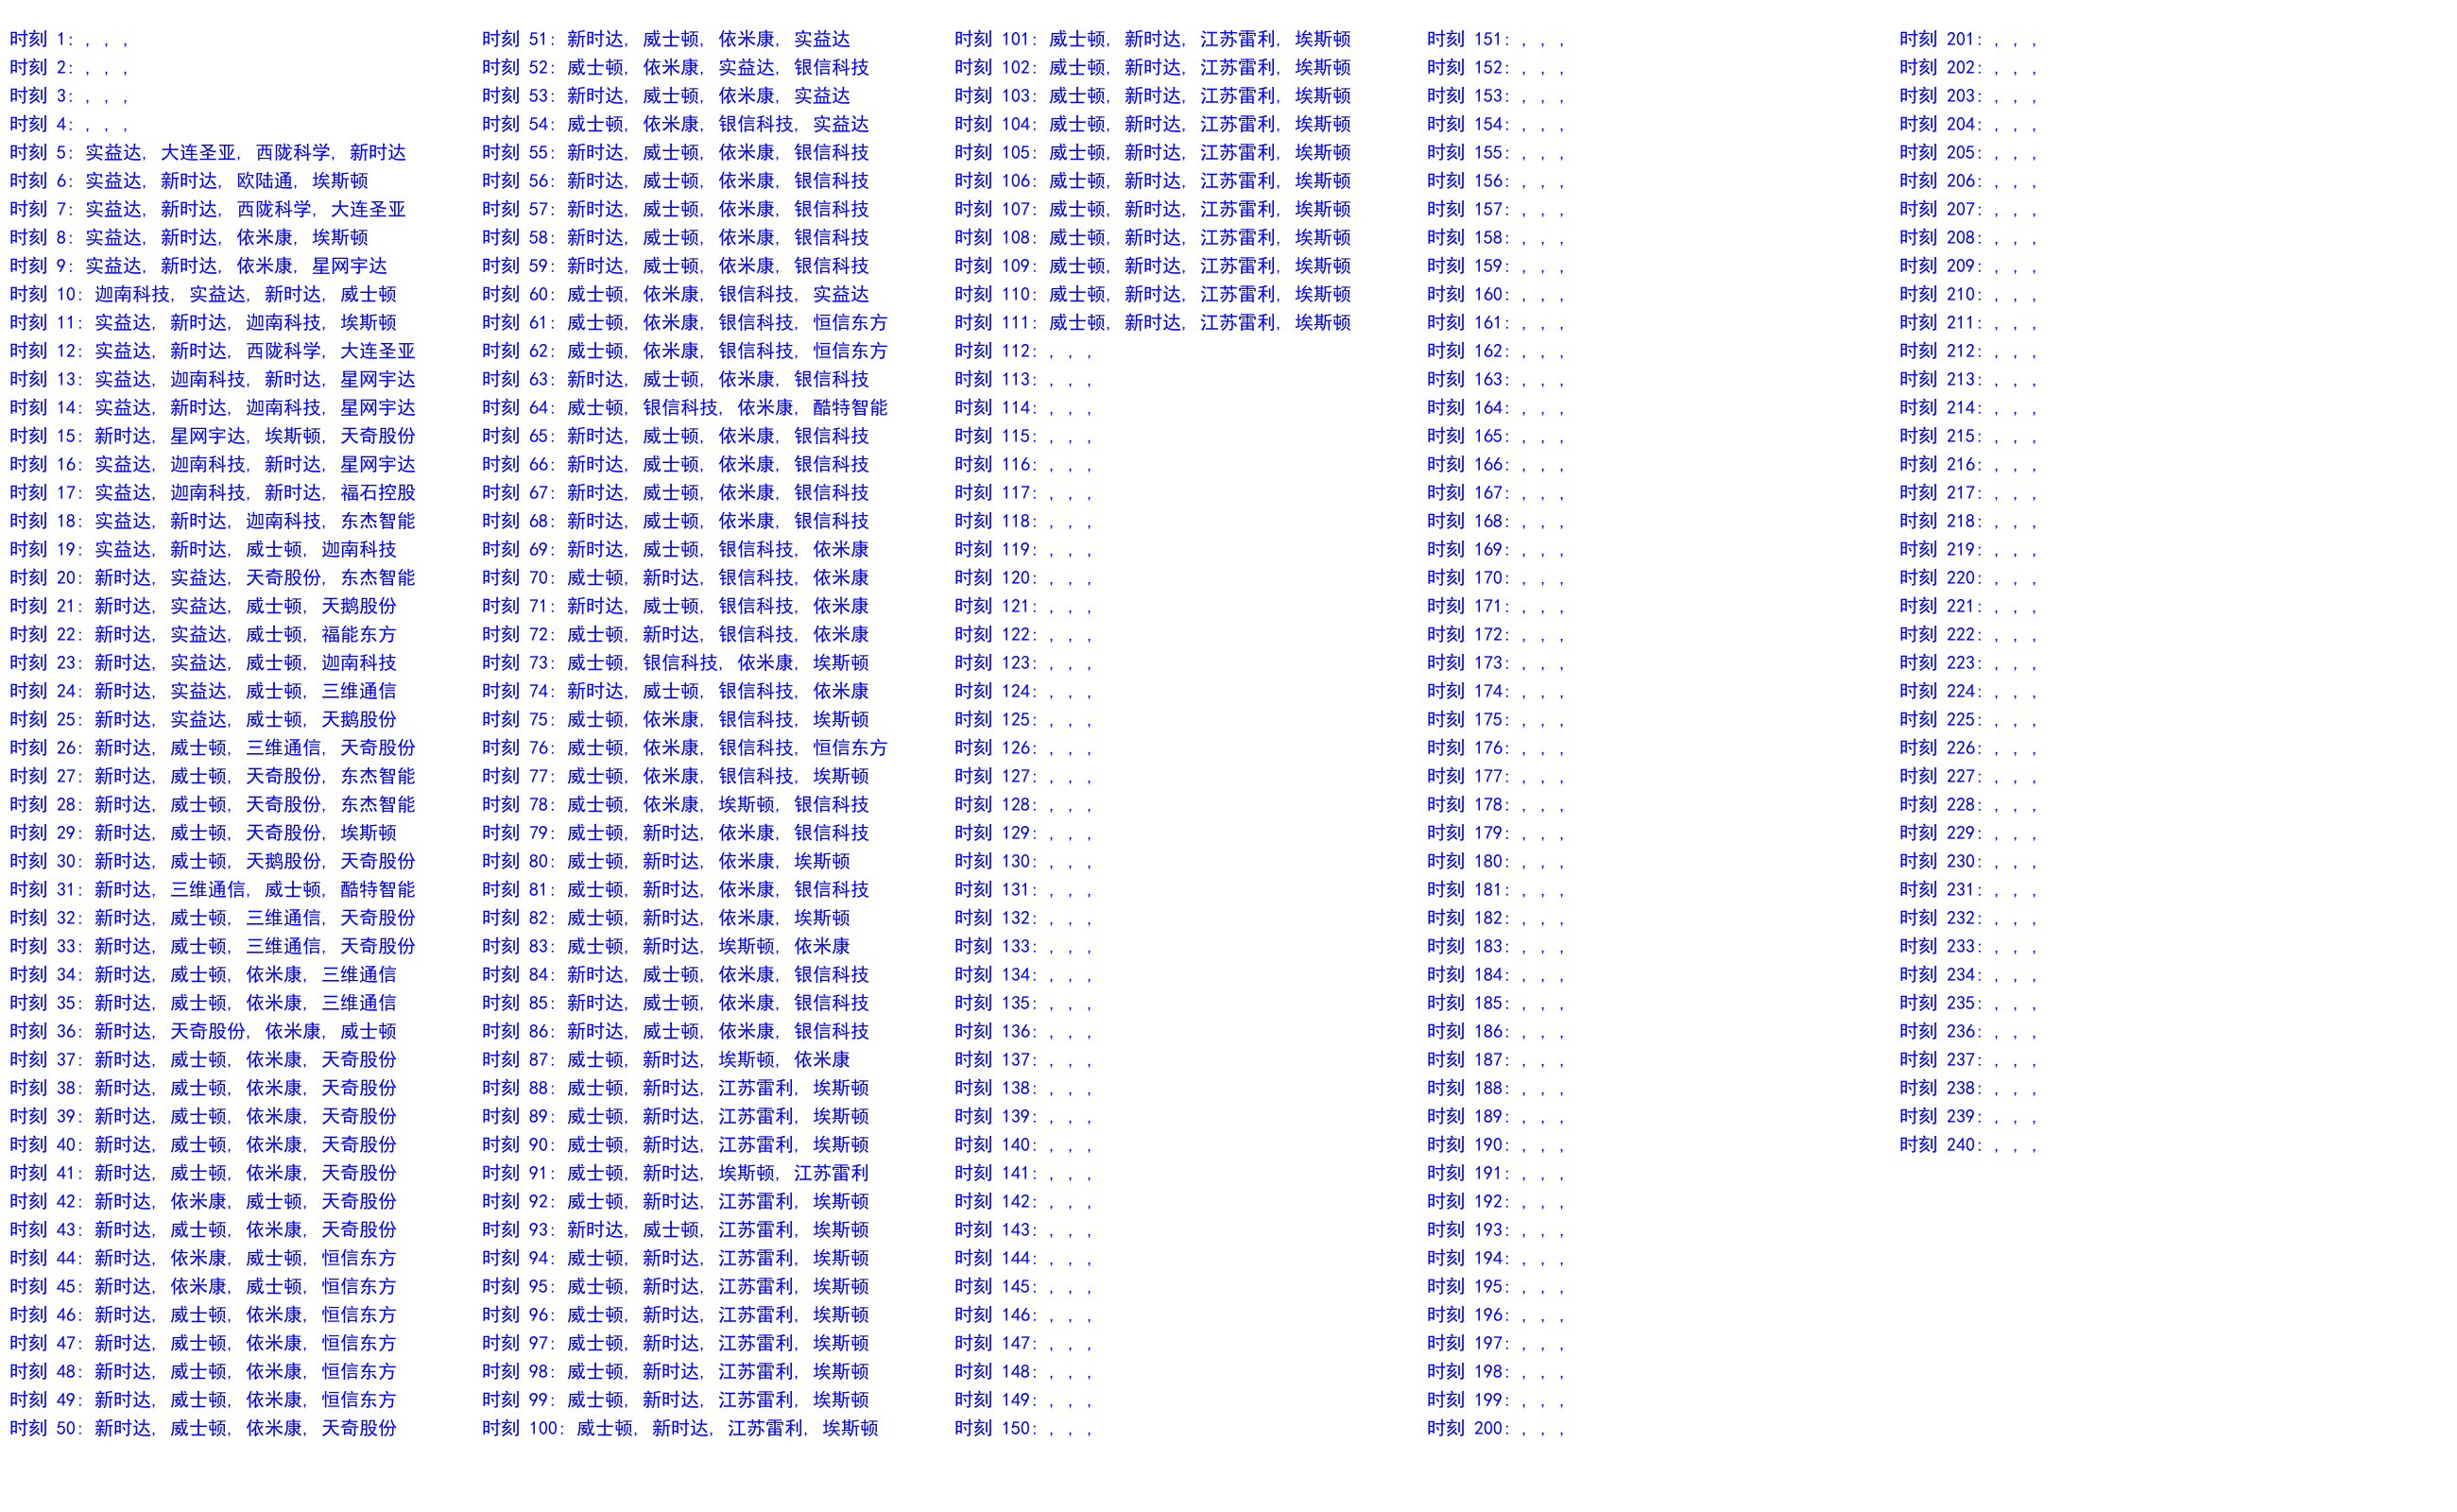 时刻 1: , , ,
时刻 2: , , ,
时刻 3: , , ,
时刻 4: , , ,
时刻 5: 实益达, 大连圣亚, 西陇科学, 新时达
时刻 6: 实益达, 新时达, 欧陆通, 埃斯顿
时刻 7: 实益达, 新时达, 西陇科学, 大连圣亚
时刻 8: 实益达, 新时达, 依米康, 埃斯顿
时刻 9: 实益达, 新时达, 依米康, 星网宇达
时刻 10: 迦南科技, 实益达, 新时达, 威士顿
时刻 11: 实益达, 新时达, 迦南科技, 埃斯顿
时刻 12: 实益达, 新时达, 西陇科学, 大连圣亚
时刻 13: 实益达, 迦南科技, 新时达, 星网宇达
时刻 14: 实益达, 新时达, 迦南科技, 星网宇达
时刻 15: 新时达, 星网宇达, 埃斯顿, 天奇股份
时刻 16: 实益达, 迦南科技, 新时达, 星网宇达
时刻 17: 实益达, 迦南科技, 新时达, 福石控股
时刻 18: 实益达, 新时达, 迦南科技, 东杰智能
时刻 19: 实益达, 新时达, 威士顿, 迦南科技
时刻 20: 新时达, 实益达, 天奇股份, 东杰智能
时刻 21: 新时达, 实益达, 威士顿, 天鹅股份
时刻 22: 新时达, 实益达, 威士顿, 福能东方
时刻 23: 新时达, 实益达, 威士顿, 迦南科技
时刻 24: 新时达, 实益达, 威士顿, 三维通信
时刻 25: 新时达, 实益达, 威士顿, 天鹅股份
时刻 26: 新时达, 威士顿, 三维通信, 天奇股份
时刻 27: 新时达, 威士顿, 天奇股份, 东杰智能
时刻 28: 新时达, 威士顿, 天奇股份, 东杰智能
时刻 29: 新时达, 威士顿, 天奇股份, 埃斯顿
时刻 30: 新时达, 威士顿, 天鹅股份, 天奇股份
时刻 31: 新时达, 三维通信, 威士顿, 酷特智能
时刻 32: 新时达, 威士顿, 三维通信, 天奇股份
时刻 33: 新时达, 威士顿, 三维通信, 天奇股份
时刻 34: 新时达, 威士顿, 依米康, 三维通信
时刻 35: 新时达, 威士顿, 依米康, 三维通信
时刻 36: 新时达, 天奇股份, 依米康, 威士顿
时刻 37: 新时达, 威士顿, 依米康, 天奇股份
时刻 38: 新时达, 威士顿, 依米康, 天奇股份
时刻 39: 新时达, 威士顿, 依米康, 天奇股份
时刻 40: 新时达, 威士顿, 依米康, 天奇股份
时刻 41: 新时达, 威士顿, 依米康, 天奇股份
时刻 42: 新时达, 依米康, 威士顿, 天奇股份
时刻 43: 新时达, 威士顿, 依米康, 天奇股份
时刻 44: 新时达, 依米康, 威士顿, 恒信东方
时刻 45: 新时达, 依米康, 威士顿, 恒信东方
时刻 46: 新时达, 威士顿, 依米康, 恒信东方
时刻 47: 新时达, 威士顿, 依米康, 恒信东方
时刻 48: 新时达, 威士顿, 依米康, 恒信东方
时刻 49: 新时达, 威士顿, 依米康, 恒信东方
时刻 50: 新时达, 威士顿, 依米康, 天奇股份
时刻 51: 新时达, 威士顿, 依米康, 实益达
时刻 52: 威士顿, 依米康, 实益达, 银信科技
时刻 53: 新时达, 威士顿, 依米康, 实益达
时刻 54: 威士顿, 依米康, 银信科技, 实益达
时刻 55: 新时达, 威士顿, 依米康, 银信科技
时刻 56: 新时达, 威士顿, 依米康, 银信科技
时刻 57: 新时达, 威士顿, 依米康, 银信科技
时刻 58: 新时达, 威士顿, 依米康, 银信科技
时刻 59: 新时达, 威士顿, 依米康, 银信科技
时刻 60: 威士顿, 依米康, 银信科技, 实益达
时刻 61: 威士顿, 依米康, 银信科技, 恒信东方
时刻 62: 威士顿, 依米康, 银信科技, 恒信东方
时刻 63: 新时达, 威士顿, 依米康, 银信科技
时刻 64: 威士顿, 银信科技, 依米康, 酷特智能
时刻 65: 新时达, 威士顿, 依米康, 银信科技
时刻 66: 新时达, 威士顿, 依米康, 银信科技
时刻 67: 新时达, 威士顿, 依米康, 银信科技
时刻 68: 新时达, 威士顿, 依米康, 银信科技
时刻 69: 新时达, 威士顿, 银信科技, 依米康
时刻 70: 威士顿, 新时达, 银信科技, 依米康
时刻 71: 新时达, 威士顿, 银信科技, 依米康
时刻 72: 威士顿, 新时达, 银信科技, 依米康
时刻 73: 威士顿, 银信科技, 依米康, 埃斯顿
时刻 74: 新时达, 威士顿, 银信科技, 依米康
时刻 75: 威士顿, 依米康, 银信科技, 埃斯顿
时刻 76: 威士顿, 依米康, 银信科技, 恒信东方
时刻 77: 威士顿, 依米康, 银信科技, 埃斯顿
时刻 78: 威士顿, 依米康, 埃斯顿, 银信科技
时刻 79: 威士顿, 新时达, 依米康, 银信科技
时刻 80: 威士顿, 新时达, 依米康, 埃斯顿
时刻 81: 威士顿, 新时达, 依米康, 银信科技
时刻 82: 威士顿, 新时达, 依米康, 埃斯顿
时刻 83: 威士顿, 新时达, 埃斯顿, 依米康
时刻 84: 新时达, 威士顿, 依米康, 银信科技
时刻 85: 新时达, 威士顿, 依米康, 银信科技
时刻 86: 新时达, 威士顿, 依米康, 银信科技
时刻 87: 威士顿, 新时达, 埃斯顿, 依米康
时刻 88: 威士顿, 新时达, 江苏雷利, 埃斯顿
时刻 89: 威士顿, 新时达, 江苏雷利, 埃斯顿
时刻 90: 威士顿, 新时达, 江苏雷利, 埃斯顿
时刻 91: 威士顿, 新时达, 埃斯顿, 江苏雷利
时刻 92: 威士顿, 新时达, 江苏雷利, 埃斯顿
时刻 93: 新时达, 威士顿, 江苏雷利, 埃斯顿
时刻 94: 威士顿, 新时达, 江苏雷利, 埃斯顿
时刻 95: 威士顿, 新时达, 江苏雷利, 埃斯顿
时刻 96: 威士顿, 新时达, 江苏雷利, 埃斯顿
时刻 97: 威士顿, 新时达, 江苏雷利, 埃斯顿
时刻 98: 威士顿, 新时达, 江苏雷利, 埃斯顿
时刻 99: 威士顿, 新时达, 江苏雷利, 埃斯顿
时刻 100: 威士顿, 新时达, 江苏雷利, 埃斯顿
时刻 101: 威士顿, 新时达, 江苏雷利, 埃斯顿
时刻 102: 威士顿, 新时达, 江苏雷利, 埃斯顿
时刻 103: 威士顿, 新时达, 江苏雷利, 埃斯顿
时刻 104: 威士顿, 新时达, 江苏雷利, 埃斯顿
时刻 105: 威士顿, 新时达, 江苏雷利, 埃斯顿
时刻 106: 威士顿, 新时达, 江苏雷利, 埃斯顿
时刻 107: 威士顿, 新时达, 江苏雷利, 埃斯顿
时刻 108: 威士顿, 新时达, 江苏雷利, 埃斯顿
时刻 109: 威士顿, 新时达, 江苏雷利, 埃斯顿
时刻 110: 威士顿, 新时达, 江苏雷利, 埃斯顿
时刻 111: 威士顿, 新时达, 江苏雷利, 埃斯顿
时刻 112: , , ,
时刻 113: , , ,
时刻 114: , , ,
时刻 115: , , ,
时刻 116: , , ,
时刻 117: , , ,
时刻 118: , , ,
时刻 119: , , ,
时刻 120: , , ,
时刻 121: , , ,
时刻 122: , , ,
时刻 123: , , ,
时刻 124: , , ,
时刻 125: , , ,
时刻 126: , , ,
时刻 127: , , ,
时刻 128: , , ,
时刻 129: , , ,
时刻 130: , , ,
时刻 131: , , ,
时刻 132: , , ,
时刻 133: , , ,
时刻 134: , , ,
时刻 135: , , ,
时刻 136: , , ,
时刻 137: , , ,
时刻 138: , , ,
时刻 139: , , ,
时刻 140: , , ,
时刻 141: , , ,
时刻 142: , , ,
时刻 143: , , ,
时刻 144: , , ,
时刻 145: , , ,
时刻 146: , , ,
时刻 147: , , ,
时刻 148: , , ,
时刻 149: , , ,
时刻 150: , , ,
时刻 151: , , ,
时刻 152: , , ,
时刻 153: , , ,
时刻 154: , , ,
时刻 155: , , ,
时刻 156: , , ,
时刻 157: , , ,
时刻 158: , , ,
时刻 159: , , ,
时刻 160: , , ,
时刻 161: , , ,
时刻 162: , , ,
时刻 163: , , ,
时刻 164: , , ,
时刻 165: , , ,
时刻 166: , , ,
时刻 167: , , ,
时刻 168: , , ,
时刻 169: , , ,
时刻 170: , , ,
时刻 171: , , ,
时刻 172: , , ,
时刻 173: , , ,
时刻 174: , , ,
时刻 175: , , ,
时刻 176: , , ,
时刻 177: , , ,
时刻 178: , , ,
时刻 179: , , ,
时刻 180: , , ,
时刻 181: , , ,
时刻 182: , , ,
时刻 183: , , ,
时刻 184: , , ,
时刻 185: , , ,
时刻 186: , , ,
时刻 187: , , ,
时刻 188: , , ,
时刻 189: , , ,
时刻 190: , , ,
时刻 191: , , ,
时刻 192: , , ,
时刻 193: , , ,
时刻 194: , , ,
时刻 195: , , ,
时刻 196: , , ,
时刻 197: , , ,
时刻 198: , , ,
时刻 199: , , ,
时刻 200: , , ,
时刻 201: , , ,
时刻 202: , , ,
时刻 203: , , ,
时刻 204: , , ,
时刻 205: , , ,
时刻 206: , , ,
时刻 207: , , ,
时刻 208: , , ,
时刻 209: , , ,
时刻 210: , , ,
时刻 211: , , ,
时刻 212: , , ,
时刻 213: , , ,
时刻 214: , , ,
时刻 215: , , ,
时刻 216: , , ,
时刻 217: , , ,
时刻 218: , , ,
时刻 219: , , ,
时刻 220: , , ,
时刻 221: , , ,
时刻 222: , , ,
时刻 223: , , ,
时刻 224: , , ,
时刻 225: , , ,
时刻 226: , , ,
时刻 227: , , ,
时刻 228: , , ,
时刻 229: , , ,
时刻 230: , , ,
时刻 231: , , ,
时刻 232: , , ,
时刻 233: , , ,
时刻 234: , , ,
时刻 235: , , ,
时刻 236: , , ,
时刻 237: , , ,
时刻 238: , , ,
时刻 239: , , ,
时刻 240: , , ,